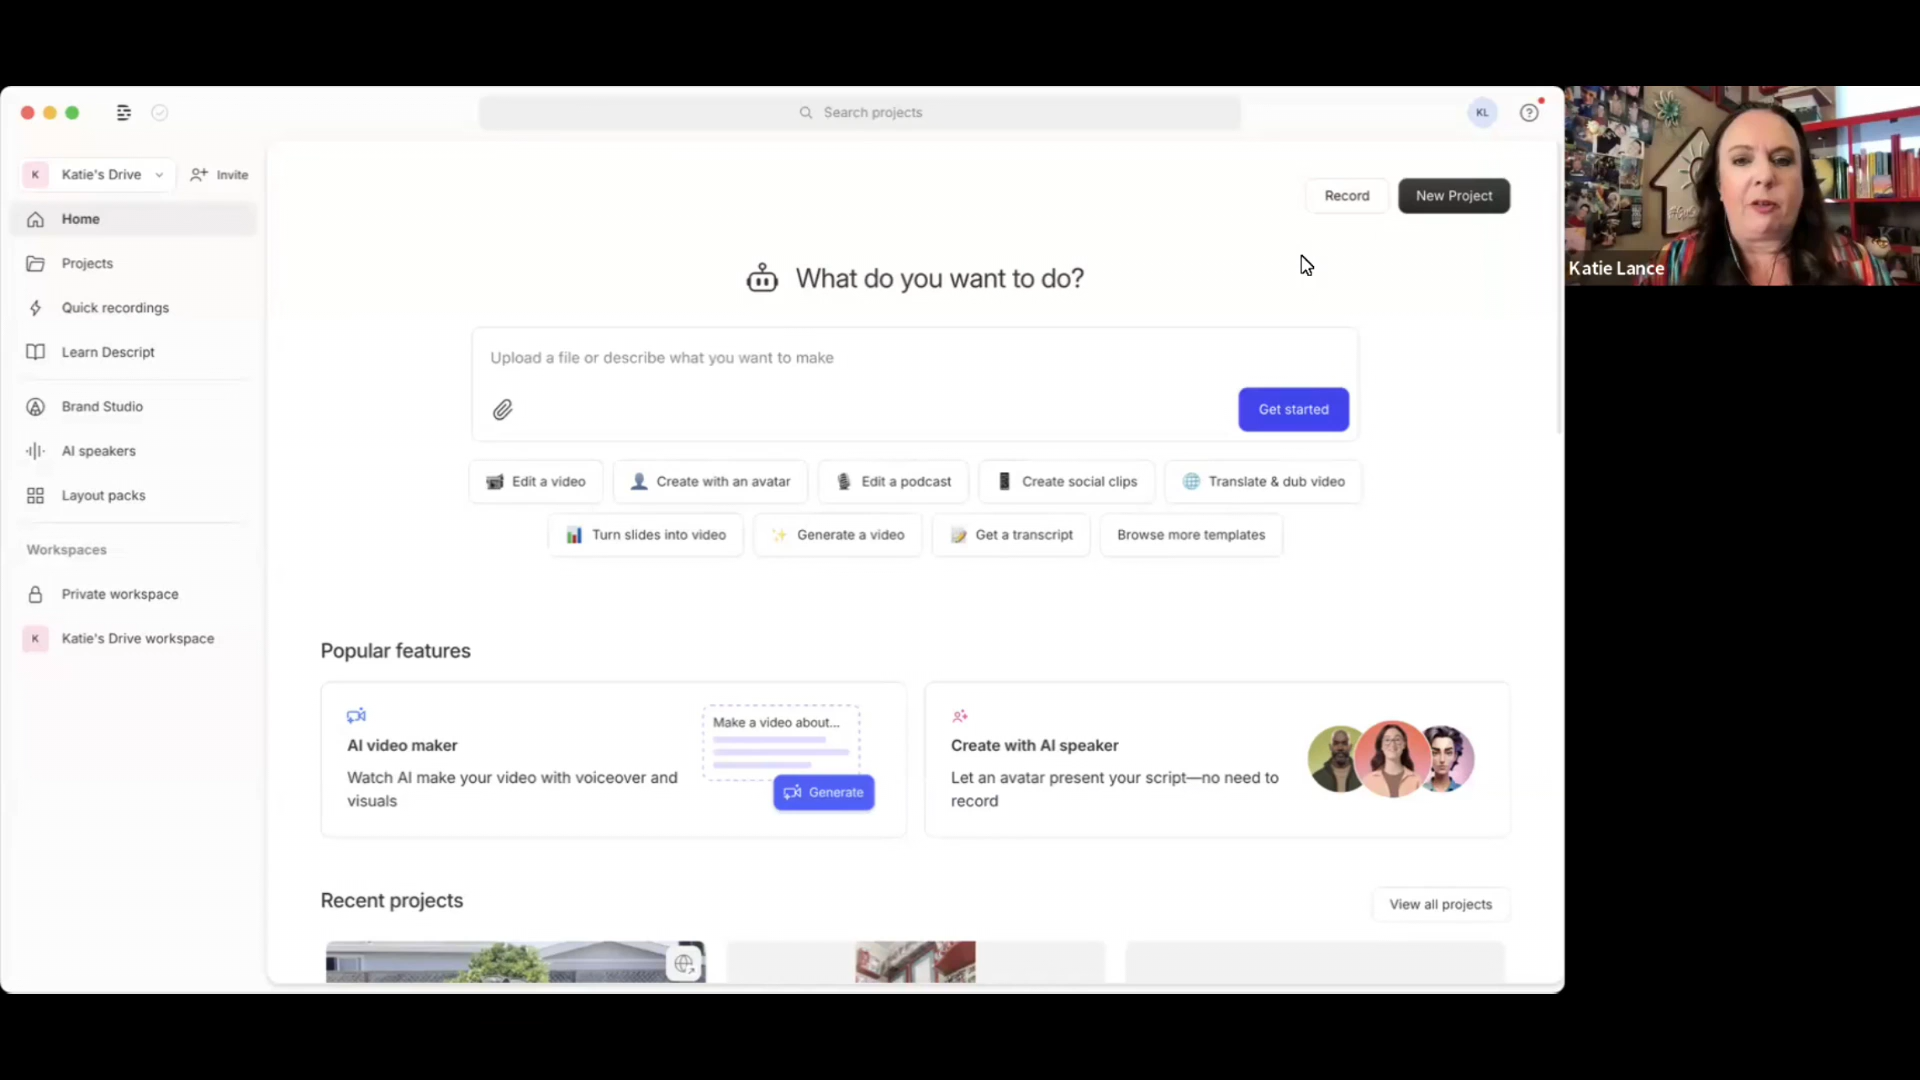 Search projects
KL
K Katie's Drive
Invite
Home
Projects
Quick recordings
Learn Descript
Brand Studio
AI speakers
Layout packs
Workspaces
Private workspace
K Katie's Drive workspace
Record
New Project
What do you want to do?
Upload a file or describe what you want to make
Get started
Edit a video
Create with an avatar
Edit a podcast
Create social clips
Translate & dub video
Turn slides into video
Generate a video
Get a transcript
Browse more templates
Popular features
AI video maker
Watch AI make your video with voiceover and
visuals
Make a video about...
Generate
Create with AI speaker
Let an avatar present your script—no need to
record
Recent projects
View all projects
Katie Lance